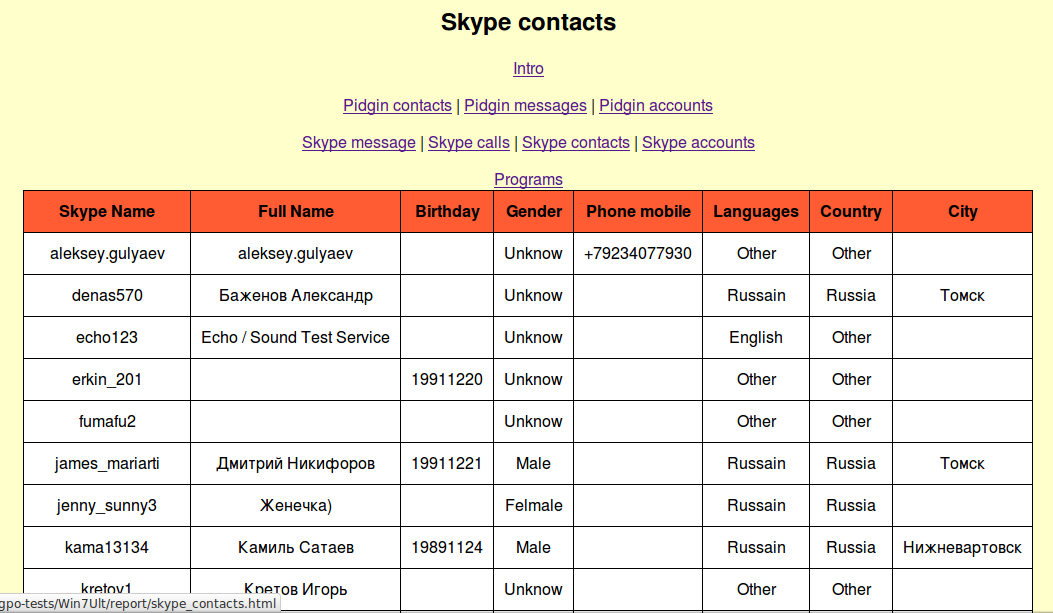 Skype contacts
Intro
Pidgin contacts | Pidgin messages | Pidgin accounts
Skype message | Skype calls | Skype contacts | Skype accounts
Programs
Skype Name Full Name Birthday Gender Phone mobile Languages Country City
aleksey.gulyaev aleksey.gulyaev Unknow +79234077930 Other Other
denas570 Баженов Александр Unknow Russain Russia Томск
echo123 Echo / Sound Test Service Unknow English Other
erkin_201 19911220 Unknow Other Other
fumafu2 Unknow Other Other
james_mariarti Дмитрий Никифоров 19911221 Male Russain Russia Томск
jenny_sunny3 Женечка) Felmale Russain Russia
kama13134 Камиль Сатаев 19891124 Male Russain Russia Нижневартовск
kretov1 Кретов Игорь Unknow Other Other
gpo-tests/Win7Ult/report/skype_contacts.html